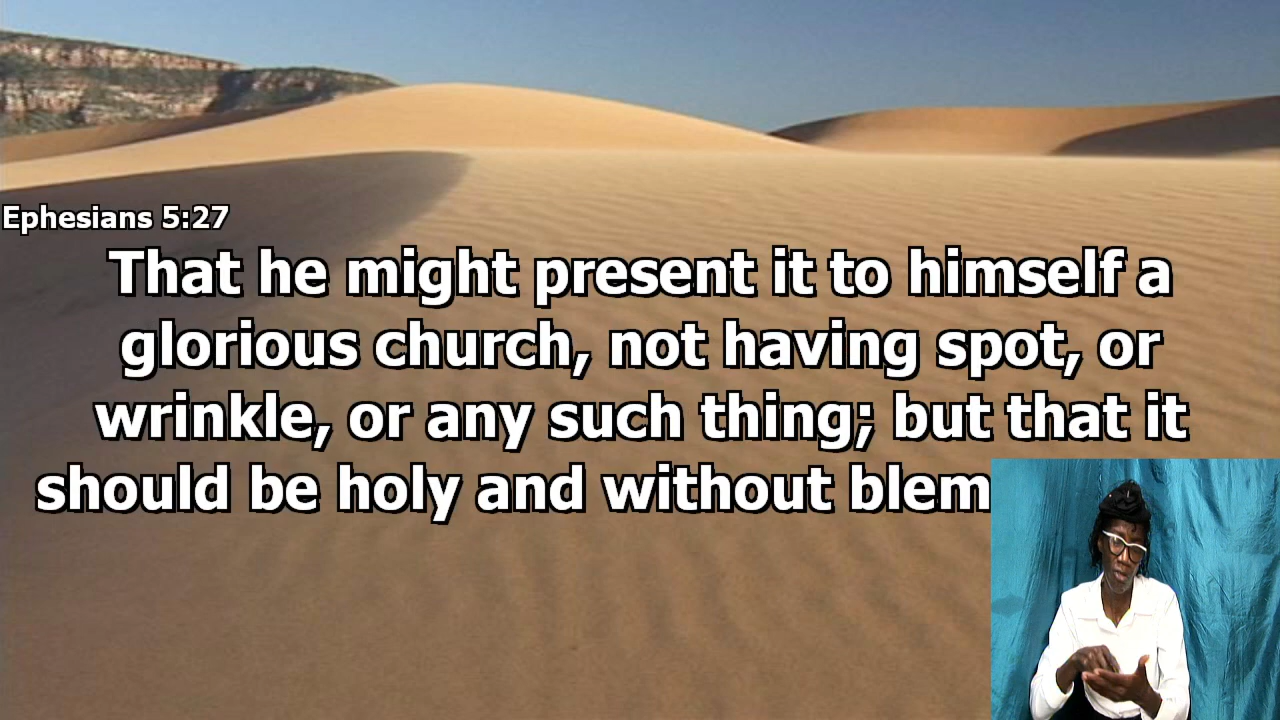 Ephesians 5:27
That he might present it to himself a
glorious church, not having spot, or
wrinkle, or any such thing; but that it
should be holy and without blem